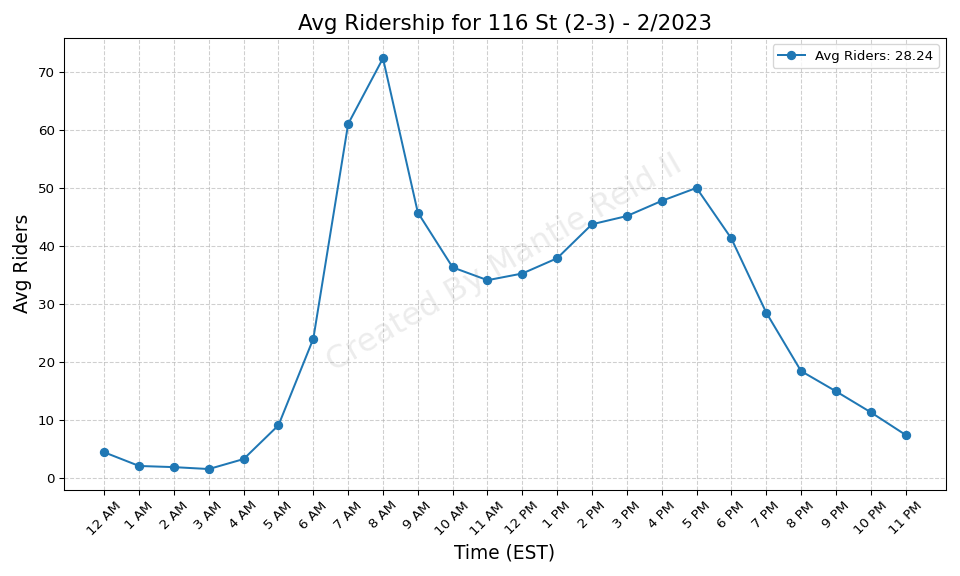 Avg Ridership for 116 St (2-3) - 2/2023
Avg Riders: 28.24
Avg Riders
70
60
50
40
30
20
10
0
Created By Mantie Reid II
12 AM
1 AM
2 AM
3 AM
4 AM
5 AM
6 AM
7 AM
8 AM
9 AM
10 AM
11 AM
12 PM
1 PM
2 PM
3 PM
4 PM
5 PM
6 PM
7 PM
8 PM
9 PM
10 PM
11 PM
Time (EST)